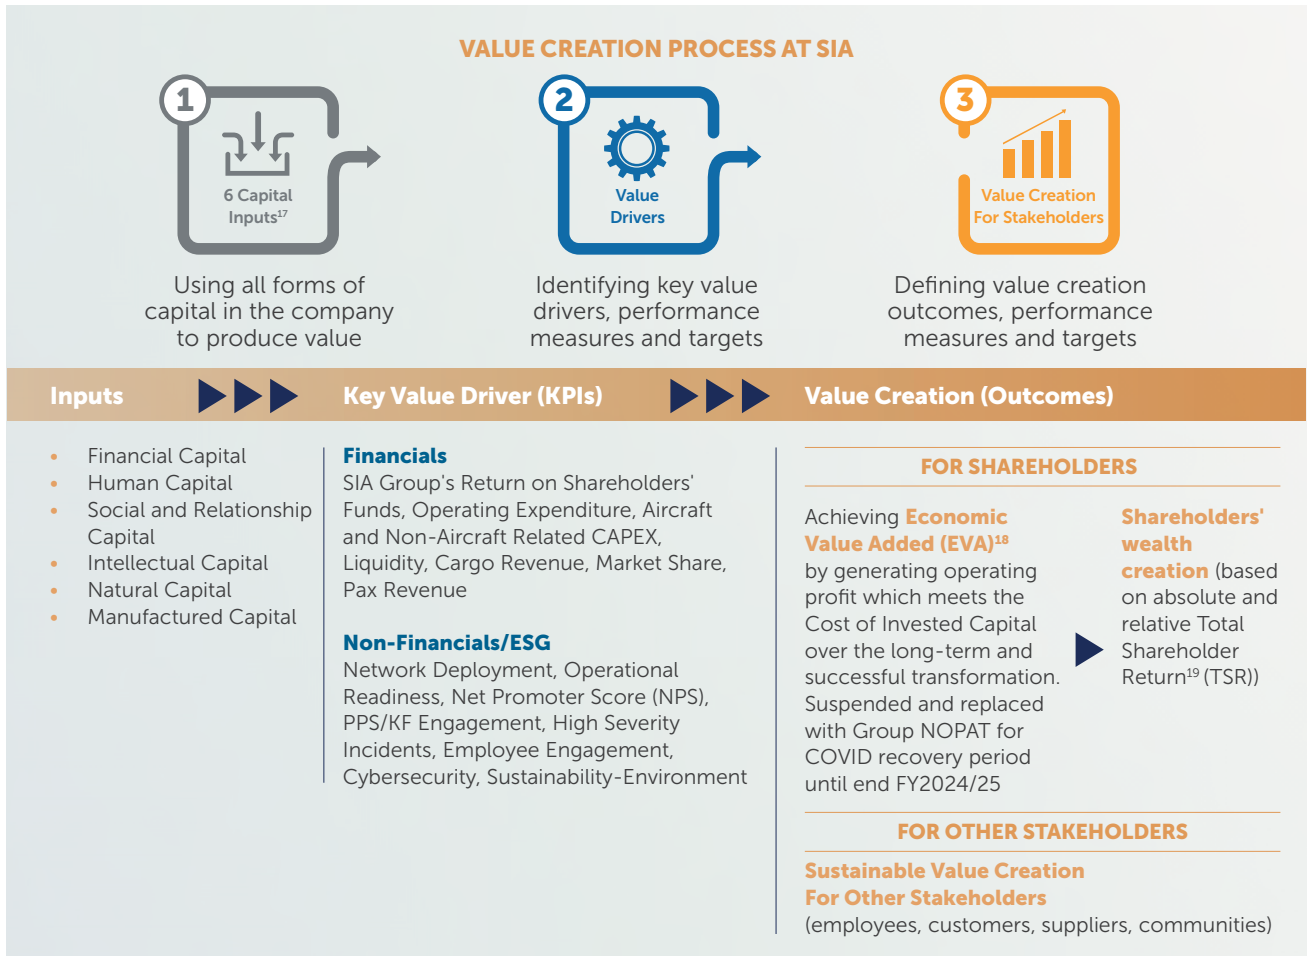 VALUE CREATION PROCESS AT SIA
1
6 Capital
Inputs17
2
Value
Drivers
3
Value Creation
For Stakeholders
Using all forms of
capital in the company
to produce value
Identifying key value
drivers, performance
measures and targets
Defining value creation
outcomes, performance
measures and targets
Inputs
Key Value Driver (KPIs)
Value Creation (Outcomes)
• Financial Capital
• Human Capital
• Social and Relationship
Capital
• Intellectual Capital
• Natural Capital
• Manufactured Capital
Financials
SIA Group's Return on Shareholders'
Funds, Operating Expenditure, Aircraft
and Non-Aircraft Related CAPEX,
Liquidity, Cargo Revenue, Market Share,
Pax Revenue
Non-Financials/ESG
Network Deployment, Operational
Readiness, Net Promoter Score (NPS),
PPS/KF Engagement, High Severity
Incidents, Employee Engagement,
Cybersecurity, Sustainability-Environment
FOR SHAREHOLDERS
Achieving Economic
Value Added (EVA)18
by generating operating
profit which meets the
Cost of Invested Capital
over the long-term and
successful transformation.
Suspended and replaced
with Group NOPAT for
COVID recovery period
until end FY2024/25
Shareholders'
wealth
creation (based
on absolute and
relative Total
Shareholder
Return19 (TSR))
FOR OTHER STAKEHOLDERS
Sustainable Value Creation
For Other Stakeholders
(employees, customers, suppliers, communities)